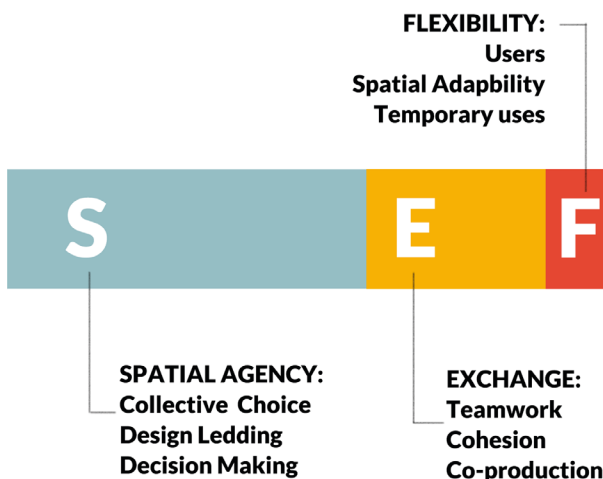 FLEXIBILITY:
Users
Spatial Adapbility
Temporary uses
S E F
SPATIAL AGENCY:
Collective Choice
Design Ledding
Decision Making
EXCHANGE:
Teamwork
Cohesion
Co-production